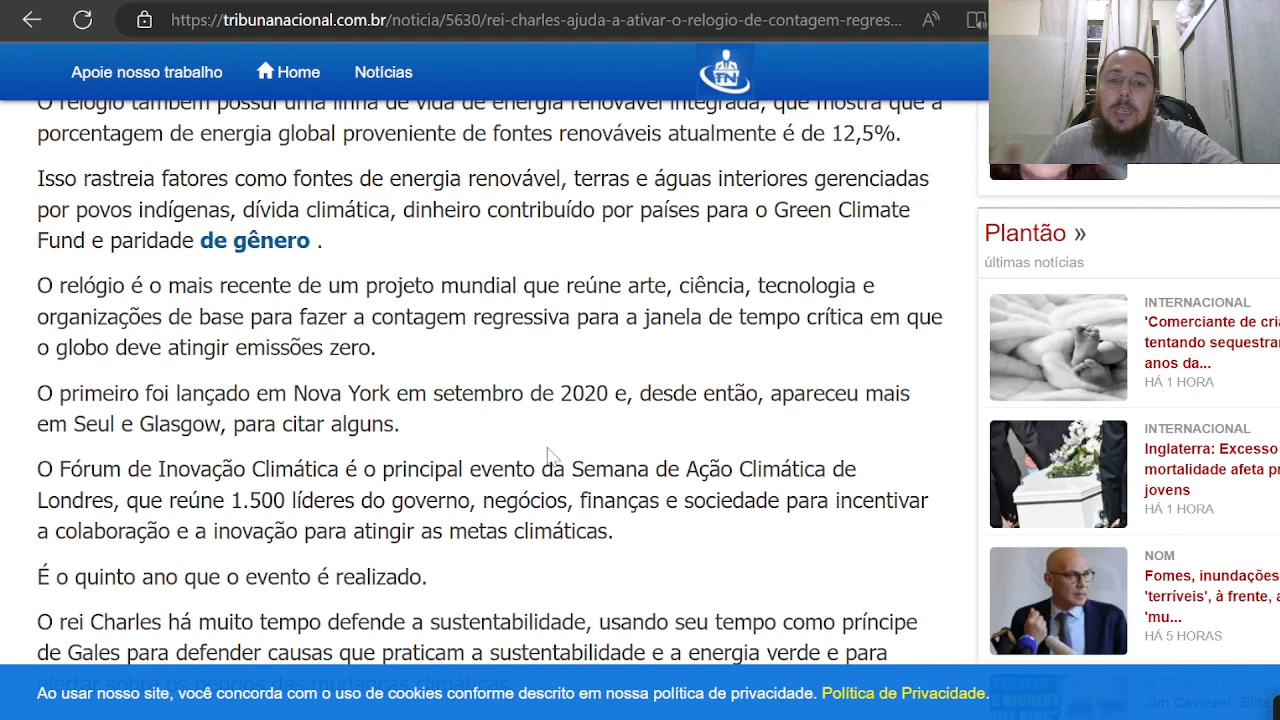 https://tribunanacional.com.br/noticia/5630/rei-charles-ajuda-a-ativar-o-relogio-de-contagem-regres...
Apoie nosso trabalho
Home
Notícias
TN
O relógio também possui uma linha de vida de energia renovável integrada, que mostra que a
porcentagem de energia global proveniente de fontes renováveis atualmente é de 12,5%.
Isso rastreia fatores como fontes de energia renovável, terras e águas interiores gerenciadas
por povos indígenas, dívida climática, dinheiro contribuído por países para o Green Climate
Fund e paridade de gênero .
O relógio é o mais recente de um projeto mundial que reúne arte, ciência, tecnologia e
organizações de base para fazer a contagem regressiva para a janela de tempo crítica em que
o globo deve atingir emissões zero.
O primeiro foi lançado em Nova York em setembro de 2020 e, desde então, apareceu mais
em Seul e Glasgow, para citar alguns.
O Fórum de Inovação Climática é o principal evento da Semana de Ação Climática de
Londres, que reúne 1.500 líderes do governo, negócios, finanças e sociedade para incentivar
a colaboração e a inovação para atingir as metas climáticas.
É o quinto ano que o evento é realizado.
O rei Charles há muito tempo defende a sustentabilidade, usando seu tempo como príncipe
de Gales para defender causas que praticam a sustentabilidade e a energia verde e para
alertar sobre os perigos das mudanças climáticas.
Plantão »
últimas notícias
INTERNACIONAL
'Comerciante de cri
tentando sequestra
anos da...
HÁ 1 HORA
INTERNACIONAL
Inglaterra: Excesso
mortalidade afeta p
jovens
HÁ 1 HORA
NOM
Fomes, inundações
'terríveis', à frente, a
'mu...
HÁ 5 HORAS
INTERNACIONAL
Jim Caviezel: Elite
Ao usar nosso site, você concorda com o uso de cookies conforme descrito em nossa política de privacidade. Política de Privacidade.